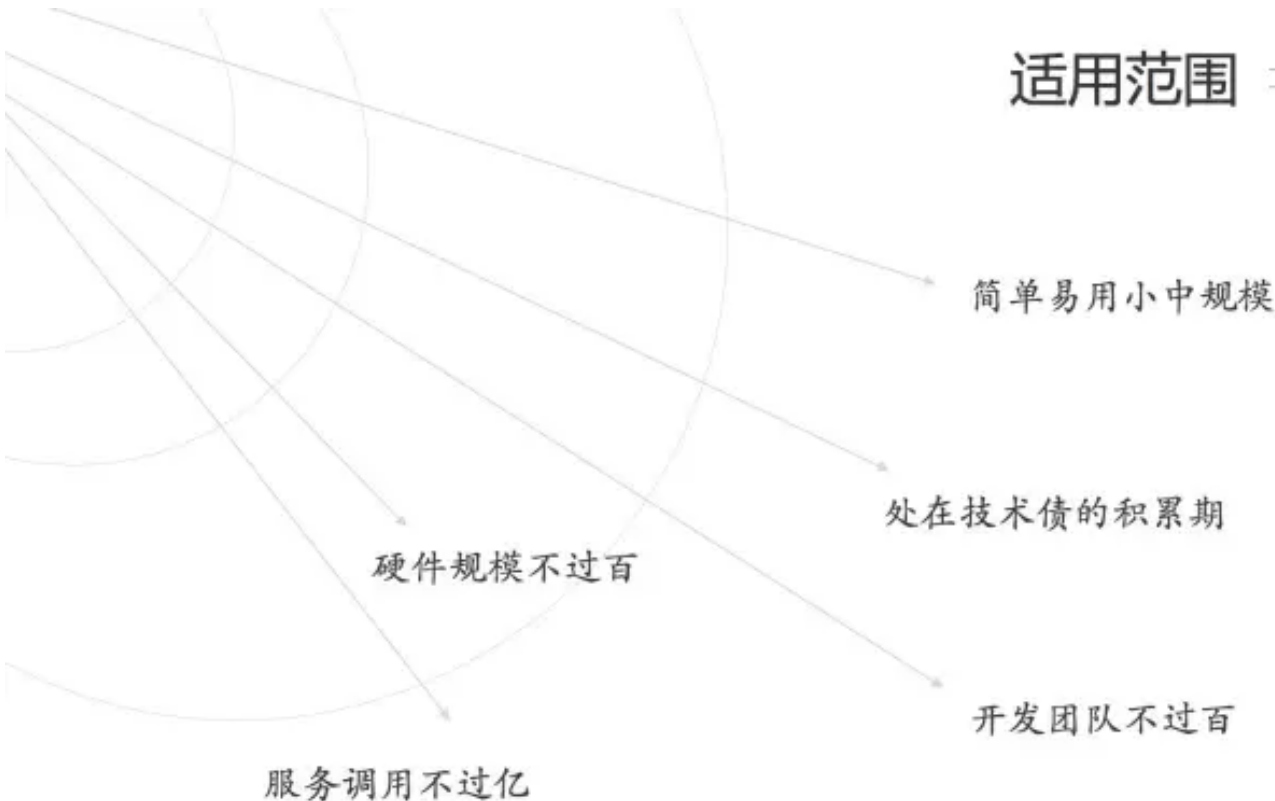 适用范围
简单易用小中规模
处在技术债的积累期
硬件规模不过百
开发团队不过百
服务调用不过亿